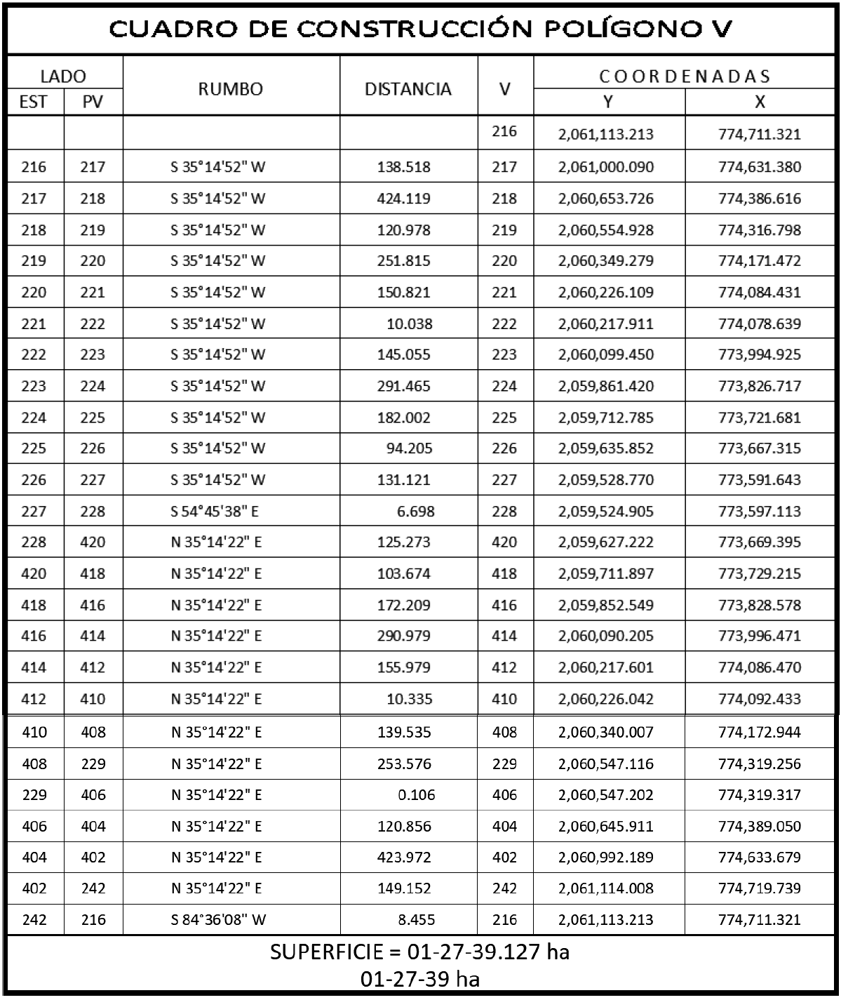 CUADRO DE CONSTRUCCIÓN POLÍGONO V
LADO RUMBO DISTANCIA V COORDENADAS
EST PV Y X
216 2,061,113.213 774,711.321
216 217 S 35°14'52" W 138.518 217 2,061,000.090 774,631.380
217 218 S 35°14'52" W 424.119 218 2,060,653.726 774,386.616
218 219 S 35°14'52" W 120.978 219 2,060,554.928 774,316.798
219 220 S 35°14'52" W 251.815 220 2,060,349.279 774,171.472
220 221 S 35°14'52" W 150.821 221 2,060,226.109 774,084.431
221 222 S 35°14'52" W 10.038 222 2,060,217.911 774,078.639
222 223 S 35°14'52" W 145.055 223 2,060,099.450 773,994.925
223 224 S 35°14'52" W 291.465 224 2,059,861.420 773,826.717
224 225 S 35°14'52" W 182.002 225 2,059,712.785 773,721.681
225 226 S 35°14'52" W 94.205 226 2,059,635.852 773,667.315
226 227 S 35°14'52" W 131.121 227 2,059,528.770 773,591.643
227 228 S 54°45'38" E 6.698 228 2,059,524.905 773,597.113
228 420 N 35°14'22" E 125.273 420 2,059,627.222 773,669.395
420 418 N 35°14'22" E 103.674 418 2,059,711.897 773,729.215
418 416 N 35°14'22" E 172.209 416 2,059,852.549 773,828.578
416 414 N 35°14'22" E 290.979 414 2,060,090.205 773,996.471
414 412 N 35°14'22" E 155.979 412 2,060,217.601 774,086.470
412 410 N 35°14'22" E 10.335 410 2,060,226.042 774,092.433
410 408 N 35°14'22" E 139.535 408 2,060,340.007 774,172.944
408 229 N 35°14'22" E 253.576 229 2,060,547.116 774,319.256
229 406 N 35°14'22" E 0.106 406 2,060,547.202 774,319.317
406 404 N 35°14'22" E 120.856 404 2,060,645.911 774,389.050
404 402 N 35°14'22" E 423.972 402 2,060,992.189 774,633.679
402 242 N 35°14'22" E 149.152 242 2,061,114.008 774,719.739
242 216 S 84°36'08" W 8.455 216 2,061,113.213 774,711.321
SUPERFICIE = 01-27-39.127 ha
01-27-39 ha